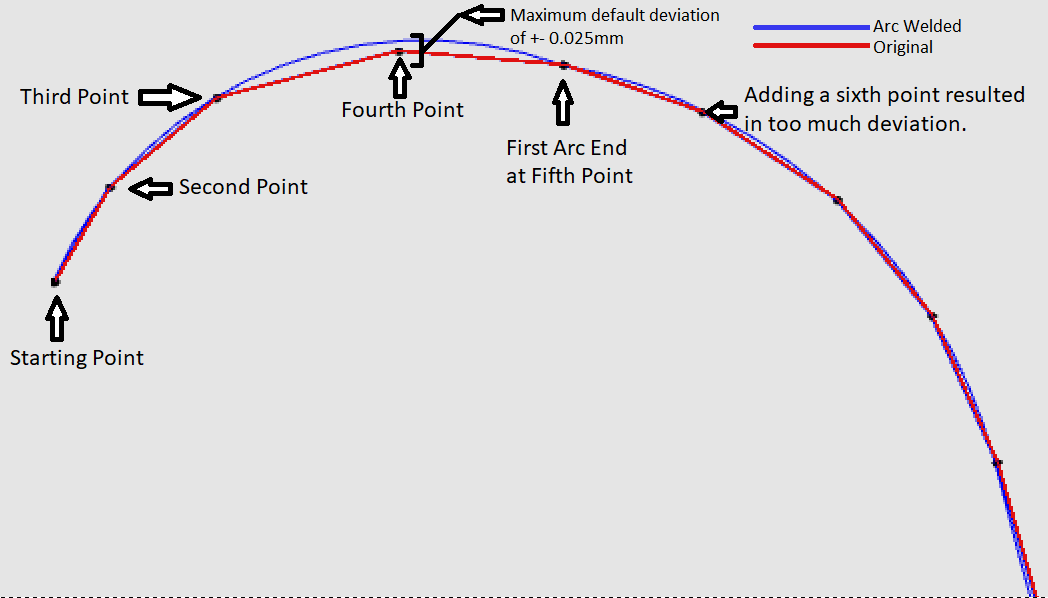 Maximum default deviation
of +- 0.025mm
Arc Welded
Original
Third Point
Fourth Point
Adding a sixth point resulted
in too much deviation.
First Arc End
at Fifth Point
Second Point
Starting Point